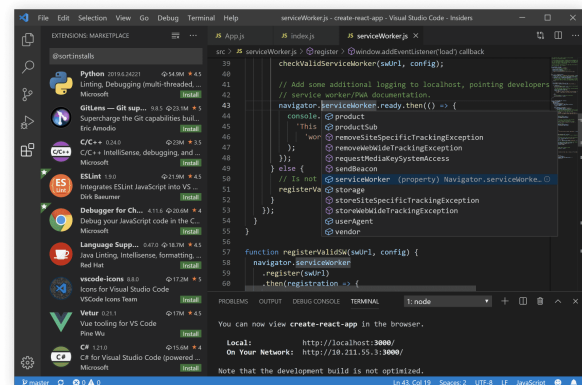 File Edit Selection View Go Debug Terminal Help
serviceWorker.js - create-react-app - Visual Studio Code - Insiders
EXTENSIONS: MARKETPLACE
@sort:installs
Python 2019.6.24221 54.9M 4.5
Linting, Debugging (multi-threaded, ...
Microsoft Install
GitLens — Git sup... 9.8.5 23.1M 5
Supercharge the Git capabilities buil...
Eric Amodio Install
C/C++ 0.24.0 23M 3.5
C/C++ IntelliSense, debugging, and ...
Microsoft Install
ESLint 1.9.0 21.9M 4.5
Integrates ESLint JavaScript into VS ...
Dirk Baeumer Install
Debugger for Ch... 4.11.6 20.6M 4
Debug your JavaScript code in the C...
Microsoft Install
Language Supp... 0.47.0 18.7M 4.5
Java Linting, Intellisense, formatting, ...
Red Hat Install
vscode-icons 8.8.0 17.2M 5
Icons for Visual Studio Code
VSCode Icons Team Install
Vetur 0.21.1 17M 4.5
Vue tooling for VS Code
Pine Wu Install
C# 1.21.0 15.6M 4
C# for Visual Studio Code (powered ...
Microsoft Install
JS App.js JS index.js JS serviceWorker.js ×
src > JS serviceWorker.js > register > window.addEventListener('load') callback
39 checkValidServiceWorker(swUrl, config);
40
41 // Add some additional logging to localhost, pointing developers
42 // service worker/PWA documentation.
43 navigator.serviceWorker.ready.then(() => {
44 console.
45 'This
46 'wor
47 );
48 });
49 } else {
50 // Is not
51 registerVa
52 }
53 });
54 }
55 }
56
57 function registerValidSW(swUrl, config) {
58 navigator.serviceWorker
59 .register(swUrl)
60 .then(registration => {
product
productSub
removeSiteSpecificTrackingException
removeWebWideTrackingException
requestMediaKeySystemAccess
sendBeacon
serviceWorker (property) Navigator.serviceWorke...
storage
storeSiteSpecificTrackingException
storeWebWideTrackingException
userAgent
vendor
PROBLEMS OUTPUT DEBUG CONSOLE TERMINAL 1: node
You can now view create-react-app in the browser.
Local: http://localhost:3000/
On Your Network: http://10.211.55.3:3000/
Note that the development build is not optimized.
master 0 0 Ln 43, Col 19 Spaces: 2 UTF-8 LF JavaScript